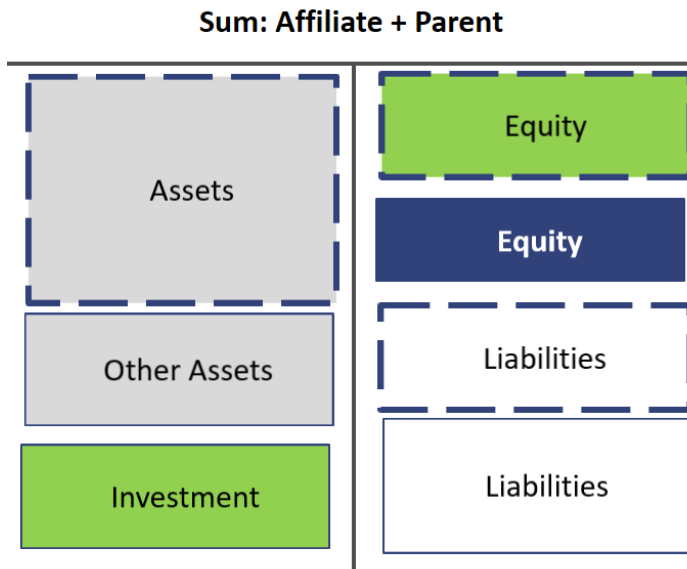 Sum: Affiliate + Parent
Assets
Other Assets
Investment
Equity
Equity
Liabilities
Liabilities